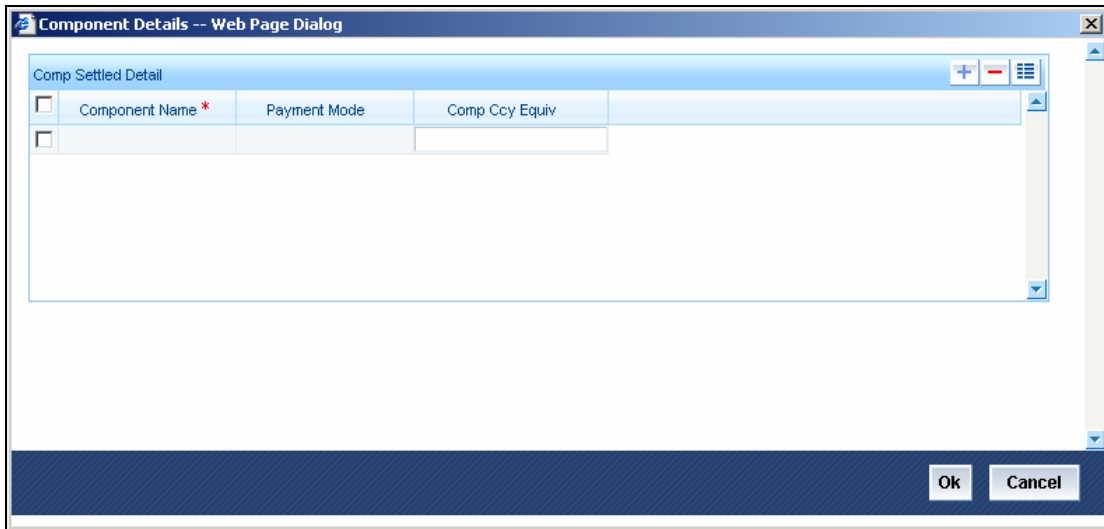 Component Details -- Web Page Dialog
Comp Settled Detail
Component Name * Payment Mode Comp Ccy Equiv
Ok Cancel